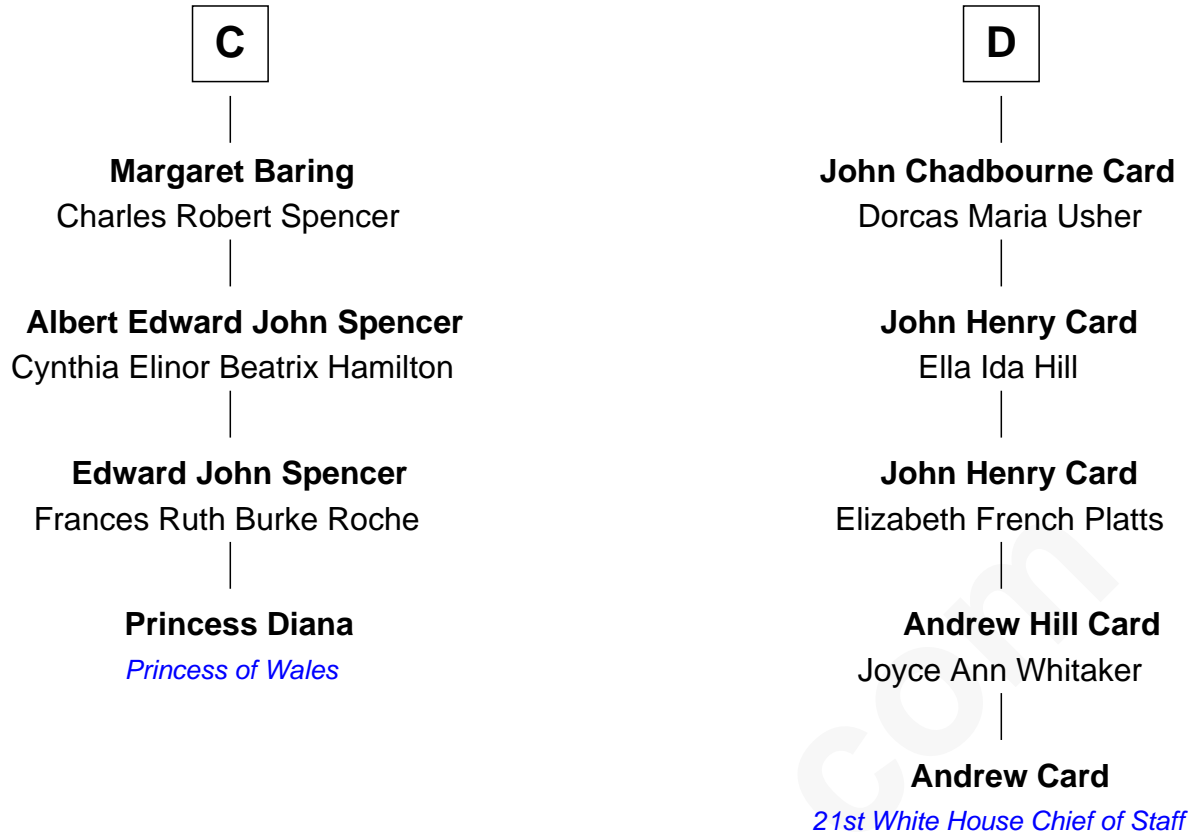 C
Margaret Baring
Charles Robert Spencer
Albert Edward John Spencer
Cynthia Elinor Beatrix Hamilton
Edward John Spencer
Frances Ruth Burke Roche
Princess Diana
Princess of Wales
D
John Chadbourne Card
Dorcas Maria Usher
John Henry Card
Ella Ida Hill
John Henry Card
Elizabeth French Platts
Andrew Hill Card
Joyce Ann Whitaker
Andrew Card
21st White House Chief of Staff
com